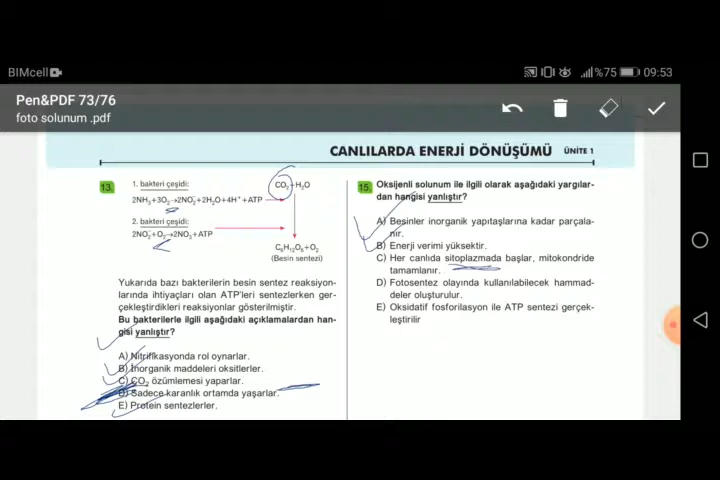 BIMcell
%75 09:53
Pen&PDF 73/76
foto solunum .pdf
CANLILARDA ENERJİ DÖNÜŞÜMÜ ÜNİTE 1
13.
1. bakteri çeşidi:
CO₂+H₂O
2NH₃+3O₂→2NO₂⁻+2H₂O+4H⁺+ATP
2. bakteri çeşidi:
2NO₂⁻+O₂→2NO₃⁻+ATP
C₆H₁₂O₆+O₂
(Besin sentezi)
Yukarıda bazı bakterilerin besin sentez reaksiyon-
larında ihtiyaçları olan ATP'leri sentezlerken ger-
çekleştirdikleri reaksiyonlar gösterilmiştir.
Bu bakterilerle ilgili aşağıdaki açıklamalardan han-
gisi yanlıştır?
A) Nitrifikasyonda rol oynarlar.
B) İnorganik maddeleri oksitlerler.
C) CO₂ özümlemesi yaparlar.
D) Sadece karanlık ortamda yaşarlar.
E) Protein sentezlerler.
15. Oksijenli solunum ile ilgili olarak aşağıdaki yargılar-
dan hangisi yanlıştır?
A) Besinler inorganik yapıtaşlarına kadar parçala-
nır.
B) Enerji verimi yüksektir.
C) Her canlıda sitoplazmada başlar, mitokondride
tamamlanır.
D) Fotosentez olayında kullanılabilecek hammad-
deler oluşturulur.
E) Oksidatif fosforilasyon ile ATP sentezi gerçek-
leştirilir